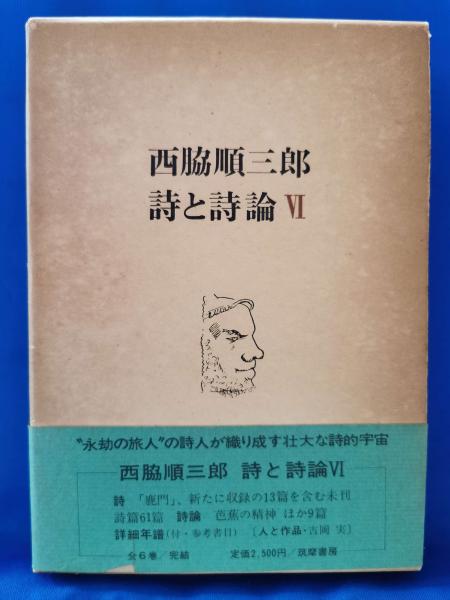 西脇順三郎
詩と詩論 Ⅵ
"永劫の旅人"の詩人が織り成す壮大な詩的宇宙
西脇順三郎 詩と詩論Ⅵ
詩 「鹿門」、新たに収録の13篇を含む未刊
詩篇61篇 詩論 芭蕉の精神 ほか9篇
詳細年譜(付・参考書目) 〔人と作品・吉岡 実〕
全6巻/完結 定価2,500円/筑摩書房